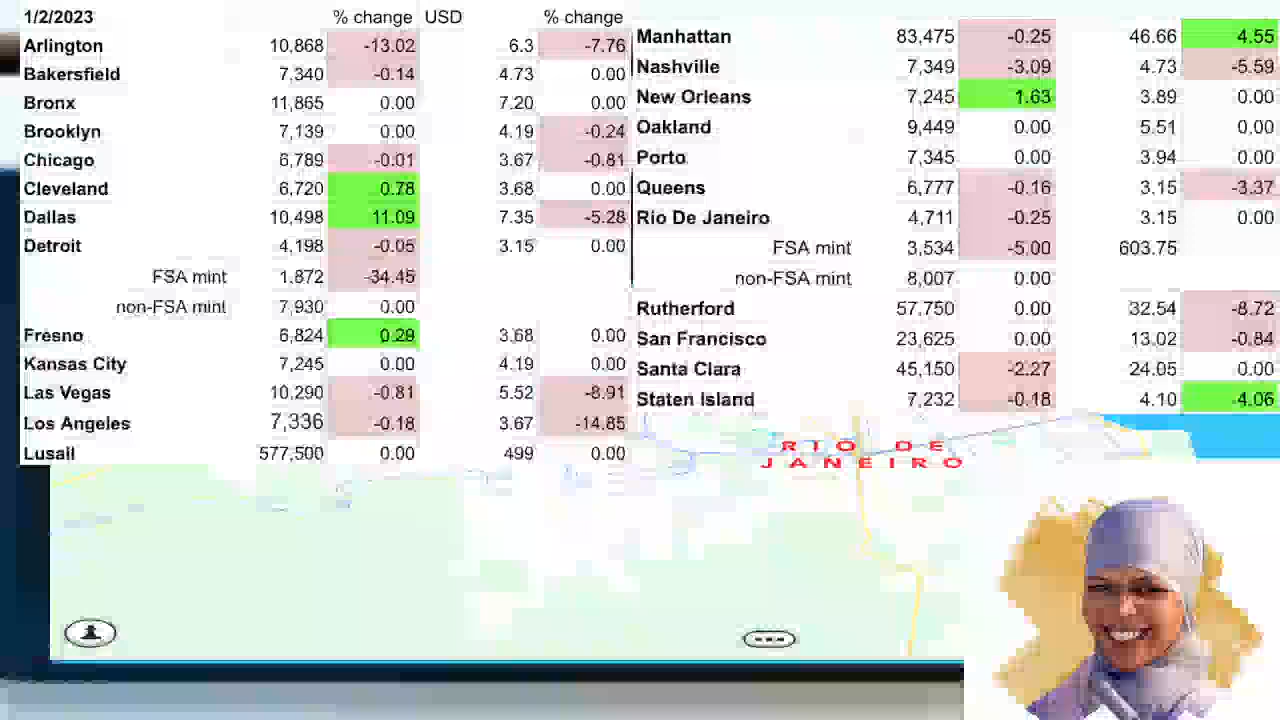 1/2/2023 % change USD % change
Arlington 10,868 -13.02 6.3 -7.76
Bakersfield 7,340 -0.14 4.73 0.00
Bronx 11,865 0.00 7.20 0.00
Brooklyn 7,139 0.00 4.19 -0.24
Chicago 6,789 -0.01 3.67 -0.81
Cleveland 6,720 0.78 3.68 0.00
Dallas 10,498 11.09 7.35 -5.28
Detroit 4,198 -0.05 3.15 0.00
FSA mint 1,872 -34.45
non-FSA mint 7,930 0.00
Fresno 6,824 0.29 3.68 0.00
Kansas City 7,245 0.00 4.19 0.00
Las Vegas 10,290 -0.81 5.52 -8.91
Los Angeles 7,336 -0.18 3.67 -14.85
Lusail 577,500 0.00 499 0.00
Manhattan 83,475 -0.25 46.66 4.55
Nashville 7,349 -3.09 4.73 -5.59
New Orleans 7,245 1.63 3.89 0.00
Oakland 9,449 0.00 5.51 0.00
Porto 7,345 0.00 3.94 0.00
Queens 6,777 -0.16 3.15 -3.37
Rio De Janeiro 4,711 -0.25 3.15 0.00
FSA mint 3,534 -5.00 603.75
non-FSA mint 8,007 0.00
Rutherford 57,750 0.00 32.54 -8.72
San Francisco 23,625 0.00 13.02 -0.84
Santa Clara 45,150 -2.27 24.05 0.00
Staten Island 7,232 -0.18 4.10 -4.06
RIO DE
JANEIRO